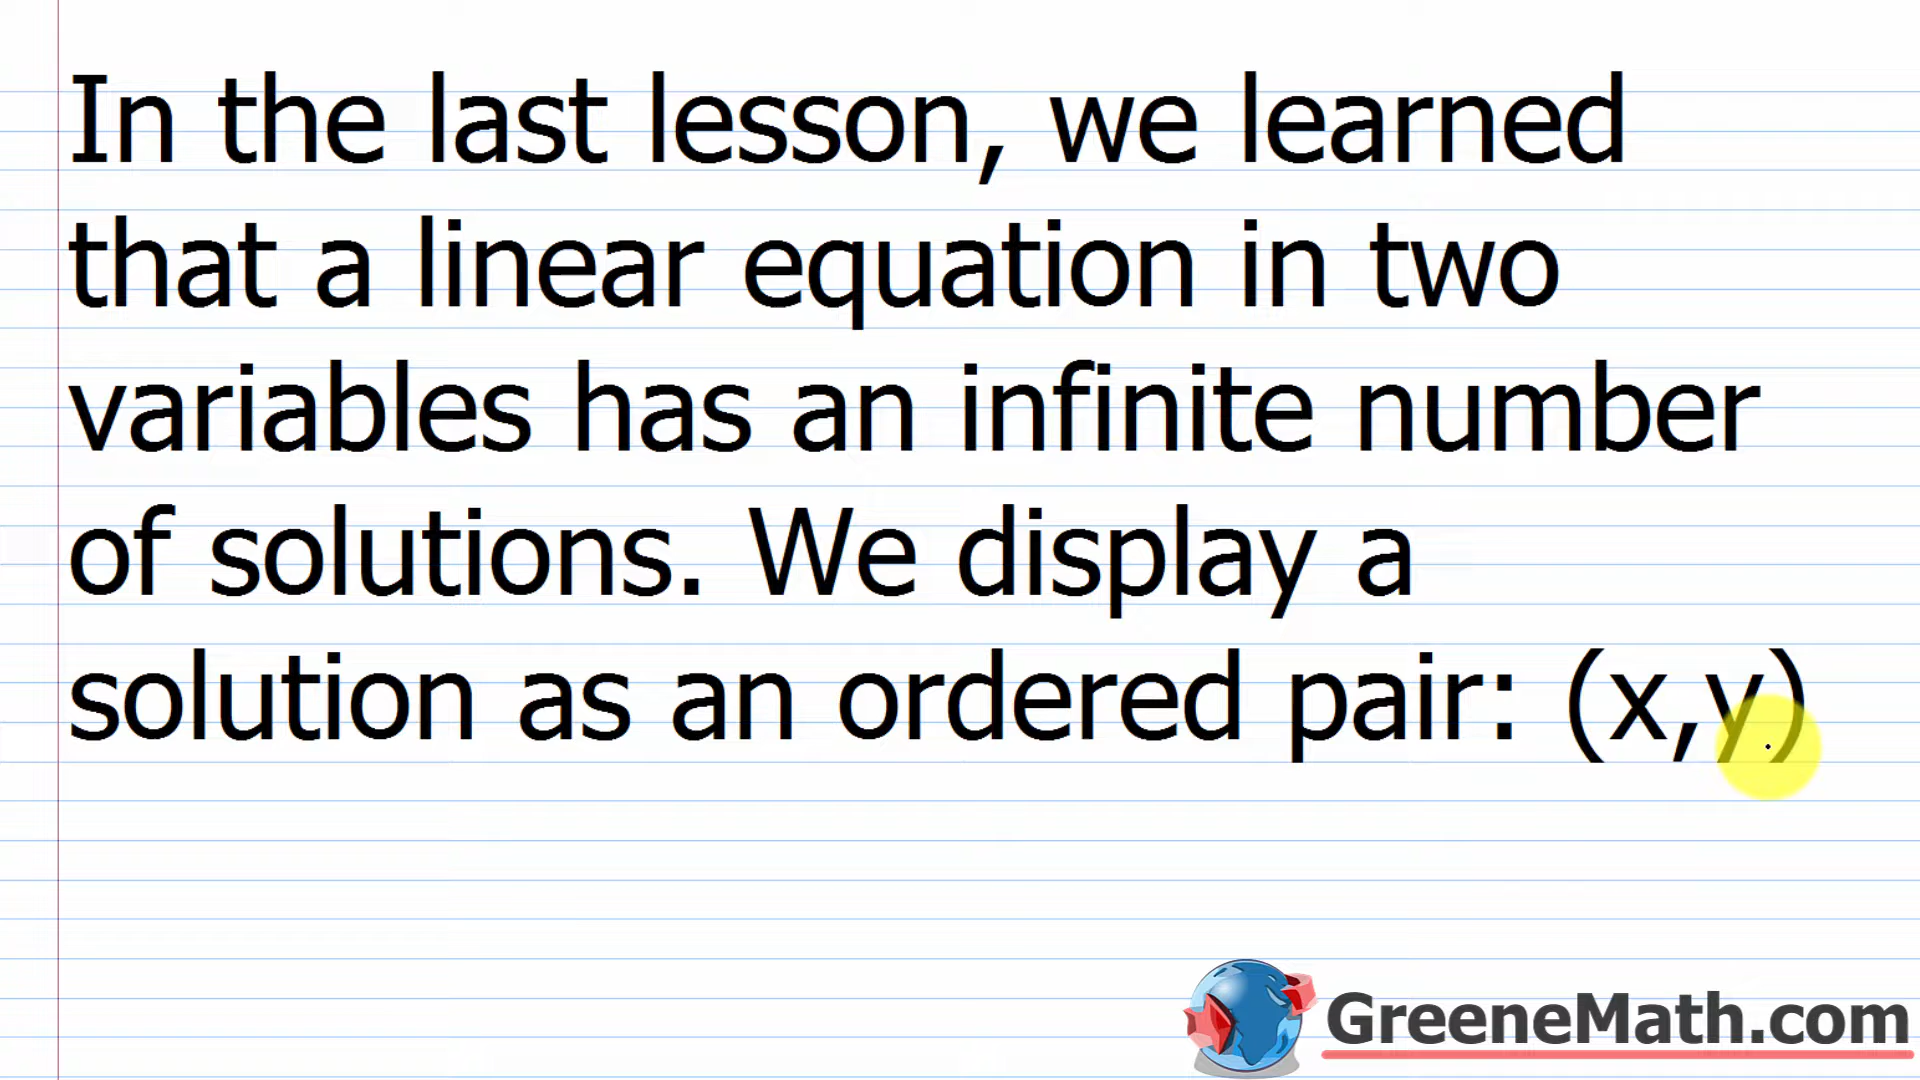 In the last lesson, we learned
that a linear equation in two
variables has an infinite number
of solutions. We display a
solution as an ordered pair: (x,y)
GreeneMath.com